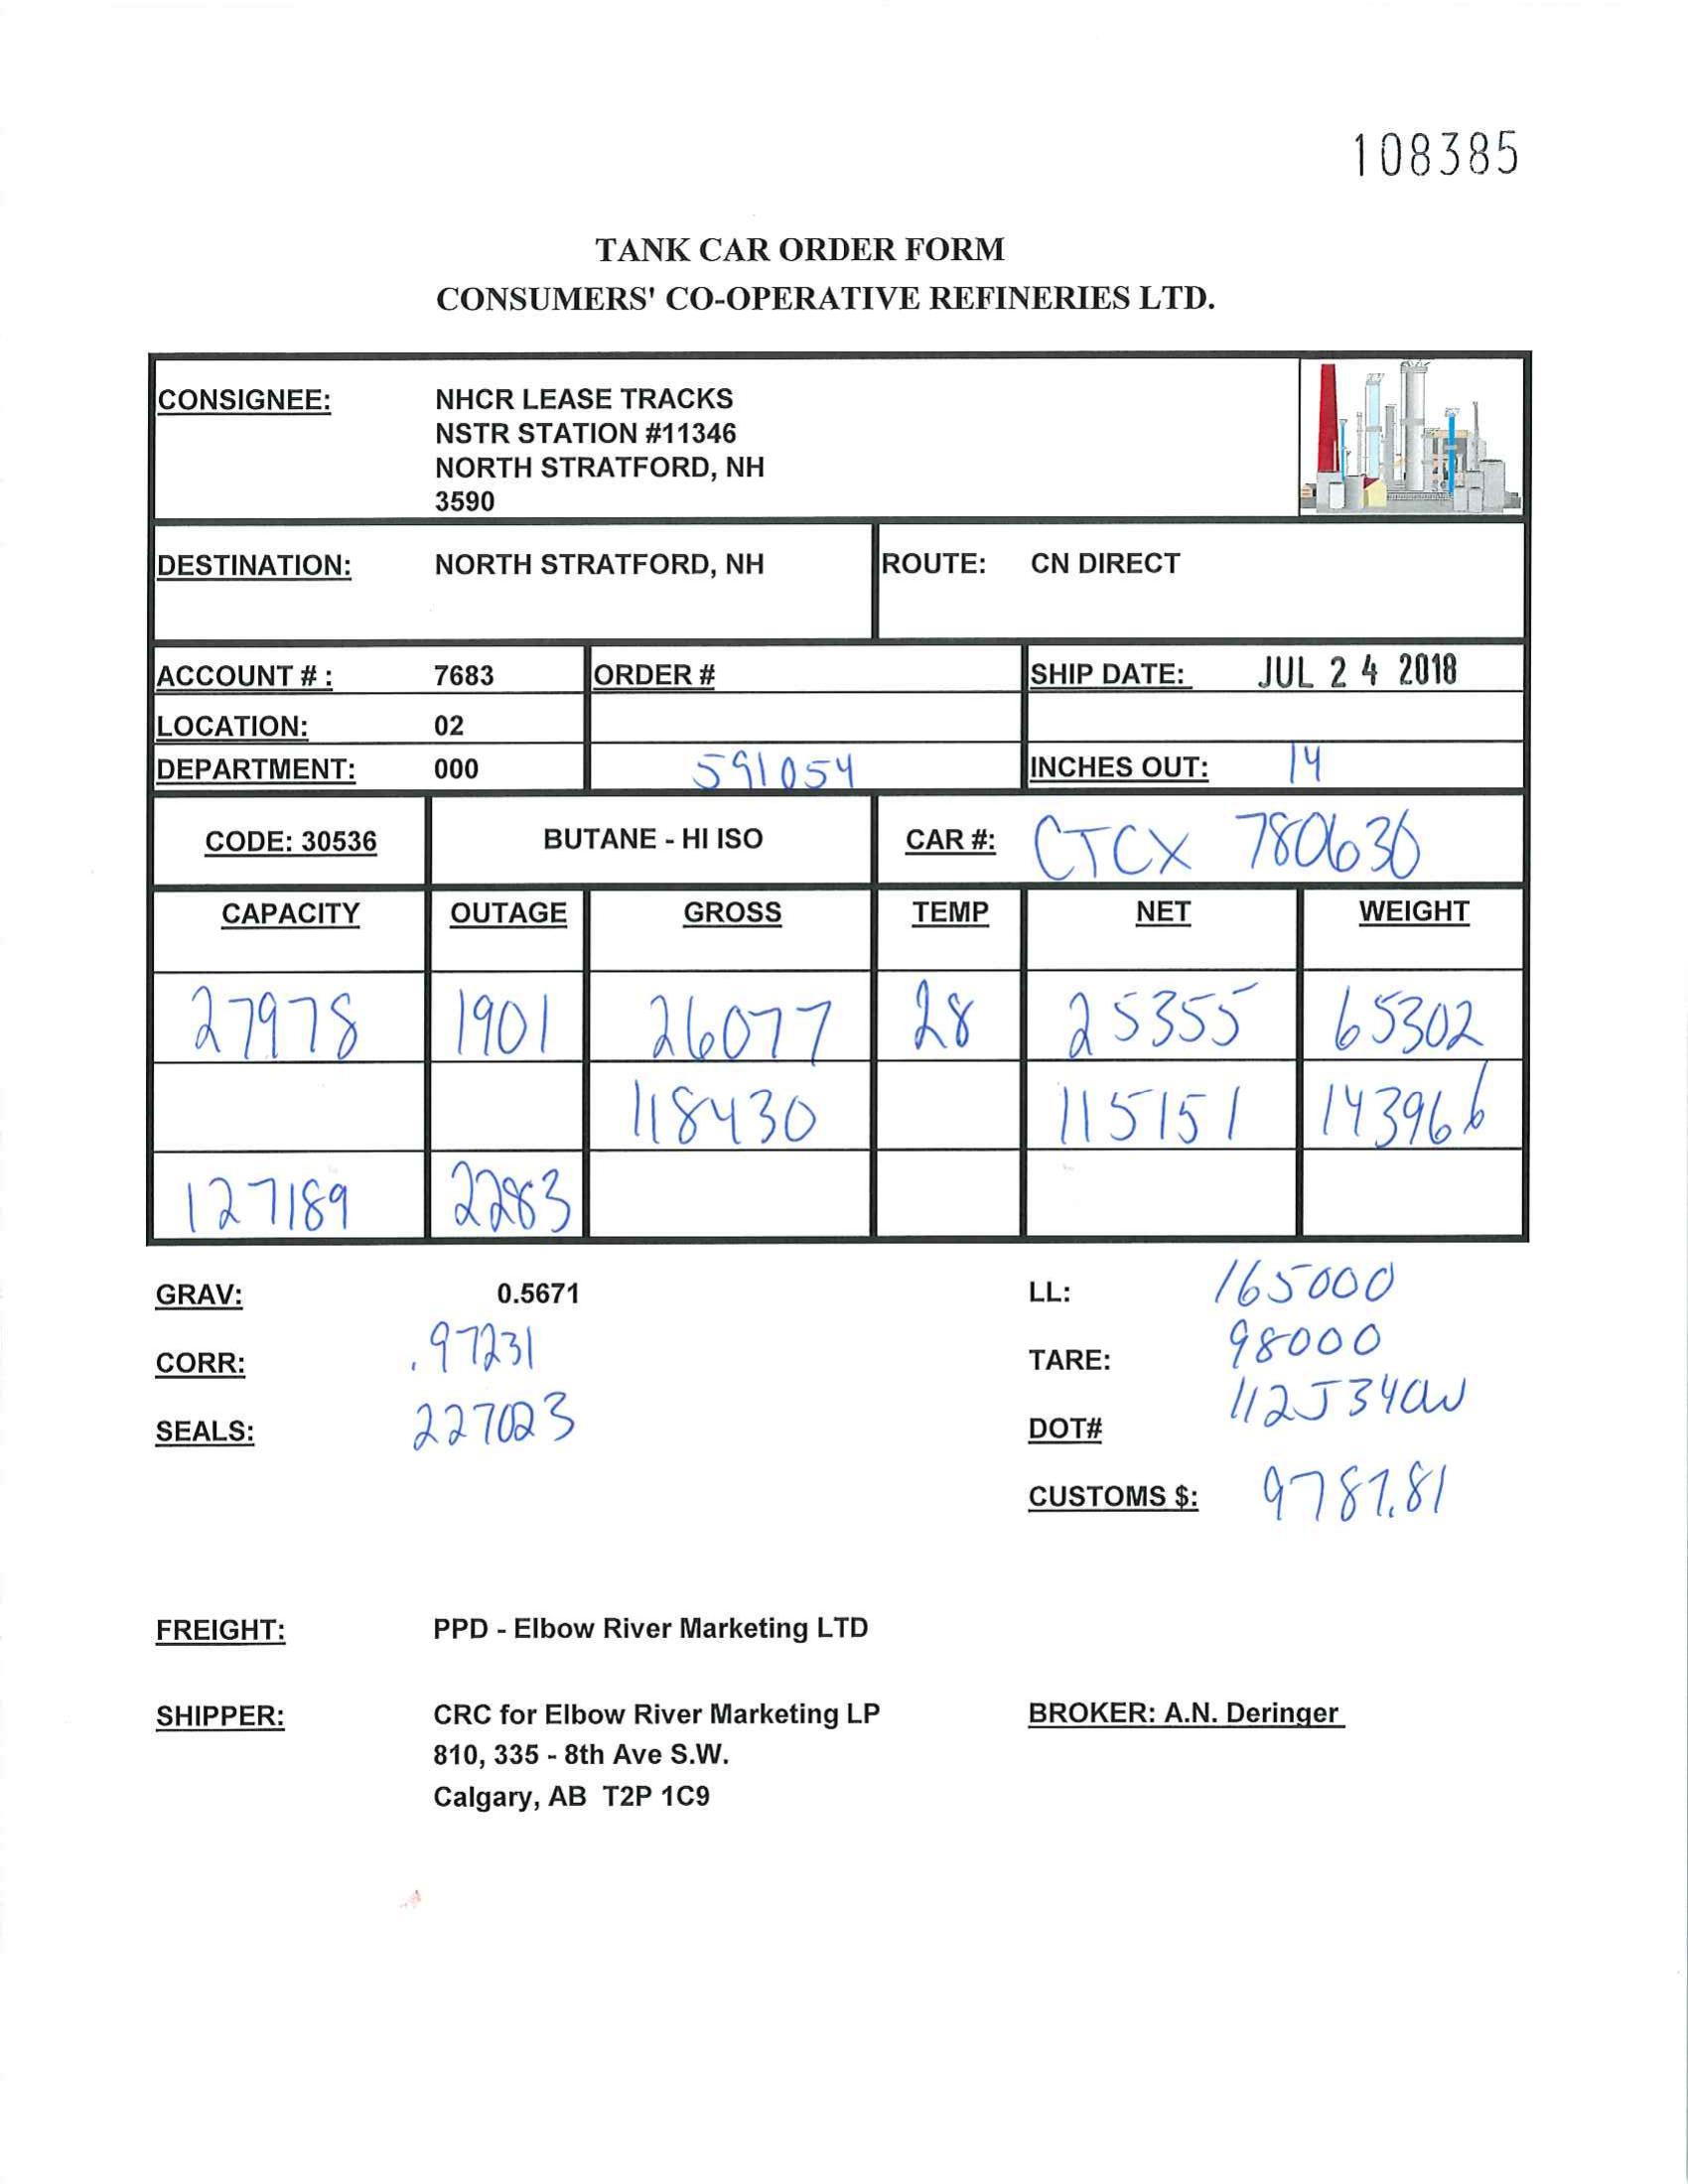 108385
TANK CAR ORDER FORM
CONSUMERS' CO-OPERATIVE REFINERIES LTD.
CONSIGNEE: NHCR LEASE TRACKS
NSTR STATION #11346
NORTH STRATFORD, NH
3590
DESTINATION: NORTH STRATFORD, NH ROUTE: CN DIRECT
ACCOUNT # : 7683 ORDER # SHIP DATE: JUL 24 2018
LOCATION: 02
DEPARTMENT: 000 591054 INCHES OUT: 14
CODE: 30536 BUTANE - HI ISO CAR #: CTCX 780636
CAPACITY OUTAGE GROSS TEMP NET WEIGHT
27978 1901 26077 28 25355 65302
118430 115151 143966
127189 2283
GRAV: 0.5671 LL: 165000
CORR: .97231 TARE: 98000
SEALS: 227023 DOT# 112J340W
CUSTOMS $: 9787.81
FREIGHT: PPD - Elbow River Marketing LTD
SHIPPER: CRC for Elbow River Marketing LP BROKER: A.N. Deringer
810, 335 - 8th Ave S.W.
Calgary, AB T2P 1C9